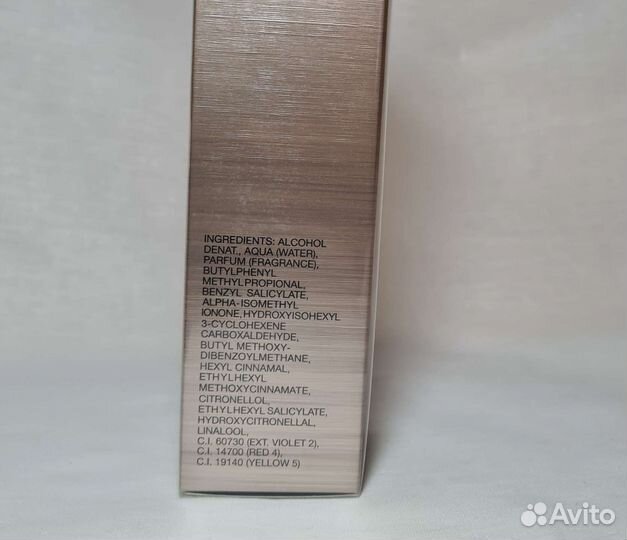 INGREDIENTS: ALCOHOL
DENAT., AQUA (WATER),
PARFUM (FRAGRANCE),
BUTYLPHENYL
METHYLPROPIONAL,
BENZYL SALICYLATE,
ALPHA-ISOMETHYL
IONONE, HYDROXYISOHEXYL
3-CYCLOHEXENE
CARBOXALDEHYDE,
BUTYL METHOXY-
DIBENZOYLMETHANE,
HEXYL CINNAMAL,
ETHYLHEXYL
METHOXYCINNAMATE,
CITRONELLOL,
ETHYLHEXYL SALICYLATE,
HYDROXYCITRONELLAL,
LINALOOL,
C.I. 60730 (EXT. VIOLET 2),
C.I. 14700 (RED 4),
C.I. 19140 (YELLOW 5)
Avito